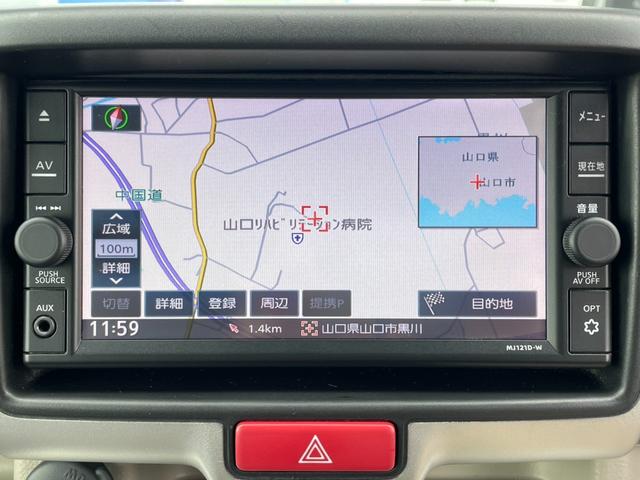 AV
PUSH
SOURCE
AUX
中国道
広域
100m
詳細
山口ﾘﾊﾋﾞﾘﾃｰｼｮﾝ病院
山口県
山口市
切替
詳細
登録
周辺
提携P
目的地
11:59
1.4km
山口県山口市黒川
MJ121D-W
ﾒﾆｭｰ
現在地
音量
PUSH
AV OFF
OPT